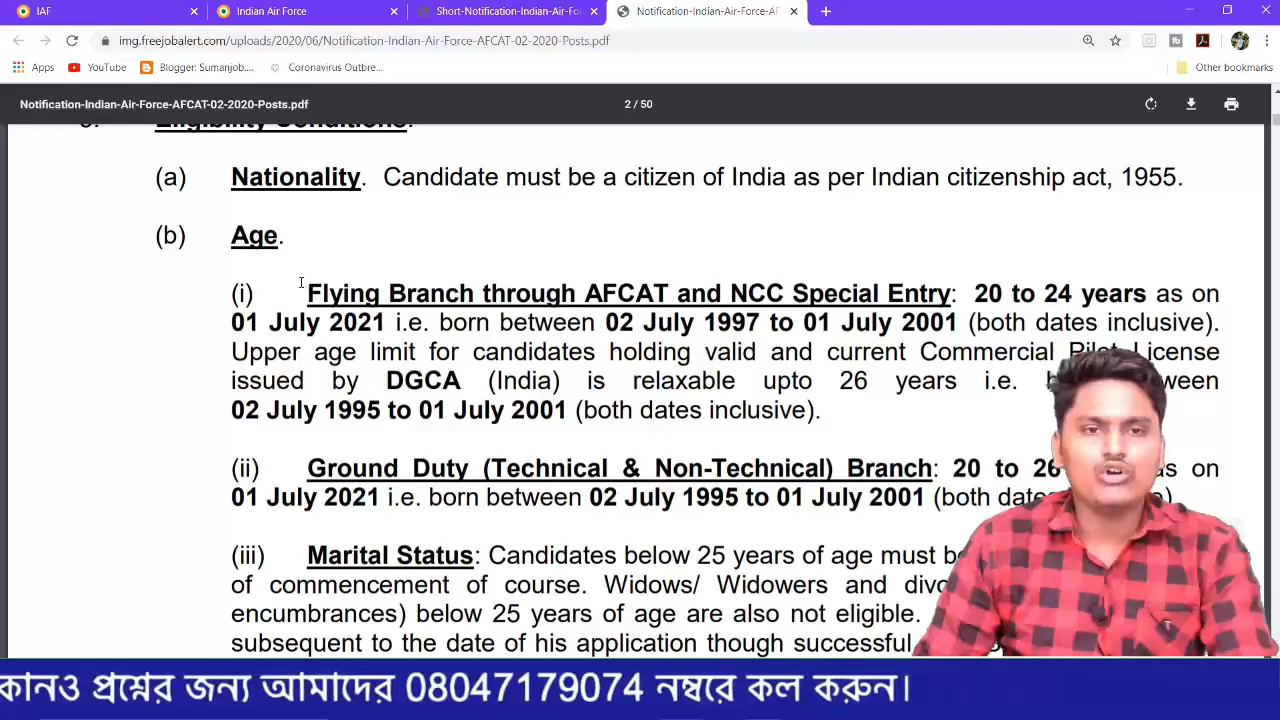 IAF
Indian Air Force
Short-Notification-Indian-Air-For
Notification-Indian-Air-Force-AF
img.freejobalert.com/uploads/2020/06/Notification-Indian-Air-Force-AFCAT-02-2020-Posts.pdf
Apps YouTube Blogger: Sumanjob.... Coronavirus Outbre... Other bookmarks
Notification-Indian-Air-Force-AFCAT-02-2020-Posts.pdf 2 / 50
Eligibility Conditions.
(a) Nationality. Candidate must be a citizen of India as per Indian citizenship act, 1955.
(b) Age.
(i) Flying Branch through AFCAT and NCC Special Entry: 20 to 24 years as on
01 July 2021 i.e. born between 02 July 1997 to 01 July 2001 (both dates inclusive).
Upper age limit for candidates holding valid and current Commercial Pilot License
issued by DGCA (India) is relaxable upto 26 years i.e.
02 July 1995 to 01 July 2001 (both dates inclusive).
(ii) Ground Duty (Technical & Non-Technical) Branch: 20 to 26 as on
01 July 2021 i.e. born between 02 July 1995 to 01 July 2001 (both
(iii) Marital Status: Candidates below 25 years of age must
of commencement of course. Widows/ Widowers and
encumbrances) below 25 years of age are also not eligible.
subsequent to the date of his application though successful
কোনও প্রশ্নের জন্য আমাদের 08047179074 নম্বরে কল করুন।